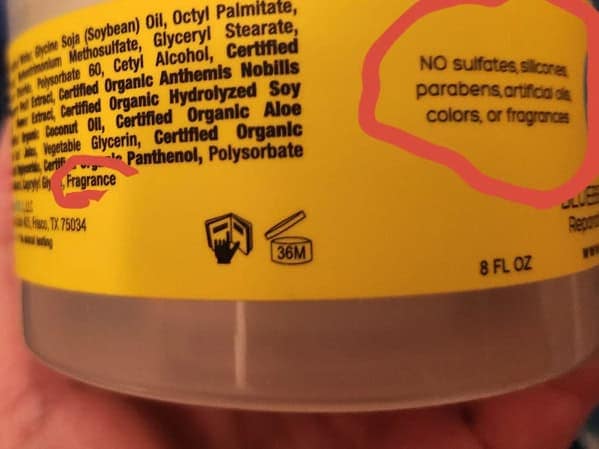 Glycine Soja (Soybean) Oil, Octyl Palmitate,
Methosulfate, Glyceryl Stearate,
Polysorbate 60, Cetyl Alcohol, Certified
Extract, Certified Organic Anthemis Nobilis
Extract, Certified Organic Hydrolyzed Soy
Coconut Oil, Certified Organic Aloe
Vegetable Glycerin, Certified Organic
Panthenol, Polysorbate
Fragrance
TX 75034
testing
36M
NO sulfates, silicones,
parabens, artificial oils,
colors, or fragrances
8 FL OZ